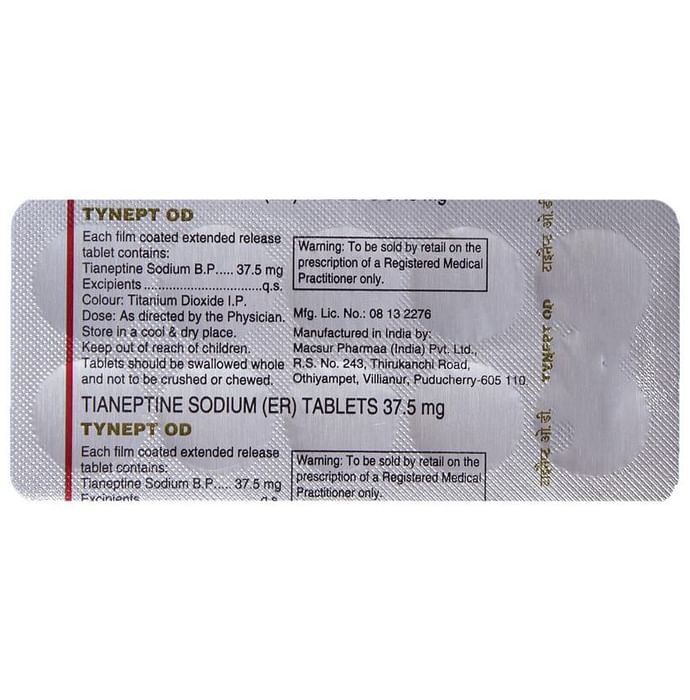 TYNEPT OD
Each film coated extended release
tablet contains:
Tianeptine Sodium B.P..... 37.5 mg
Excipients..............................q.s.
Colour: Titanium Dioxide I.P.
Dose: As directed by the Physician.
Store in a cool & dry place.
Keep out of reach of children.
Tablets should be swallowed whole
and not to be crushed or chewed.
Warning: To be sold by retail on the
prescription of a Registered Medical
Practitioner only.
Mfg. Lic. No.: 08 13 2276
Manufactured in India by:
Macsur Pharmaa (India) Pvt. Ltd.,
R.S. No. 243, Thirukanchi Road,
Othiyampet, Villianur, Puducherry-605 110.
TIANEPTINE SODIUM (ER) TABLETS 37.5 mg
TYNEPT OD
Each film coated extended release
tablet contains:
Tianeptine Sodium B.P..... 37.5 mg
Excipients q.s.
Warning: To be sold by retail on the
prescription of a Registered Medical
Practitioner only.
टाइनेप्ट ओ.डी.
TYNEPT OD
टाइनेप्ट ओ.डी.